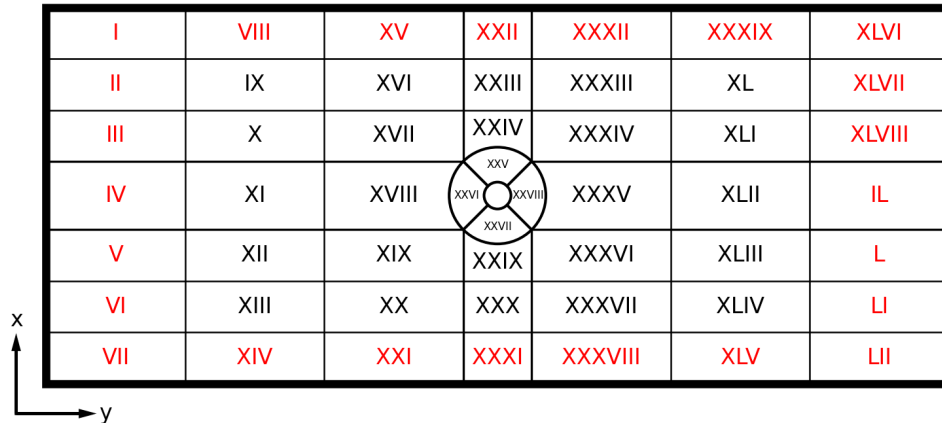 I VIII XV XXII XXXII XXXIX XLVI
II IX XVI XXIII XXXIII XL XLVII
III X XVII XXIV XXXIV XLI XLVIII
XXV
IV XI XVIII XXVI XXVIII XXXV XLII IL
XXVII
V XII XIX XXIX XXXVI XLIII L
VI XIII XX XXX XXXVII XLIV LI
x
VII XIV XXI XXXI XXXVIII XLV LII
y